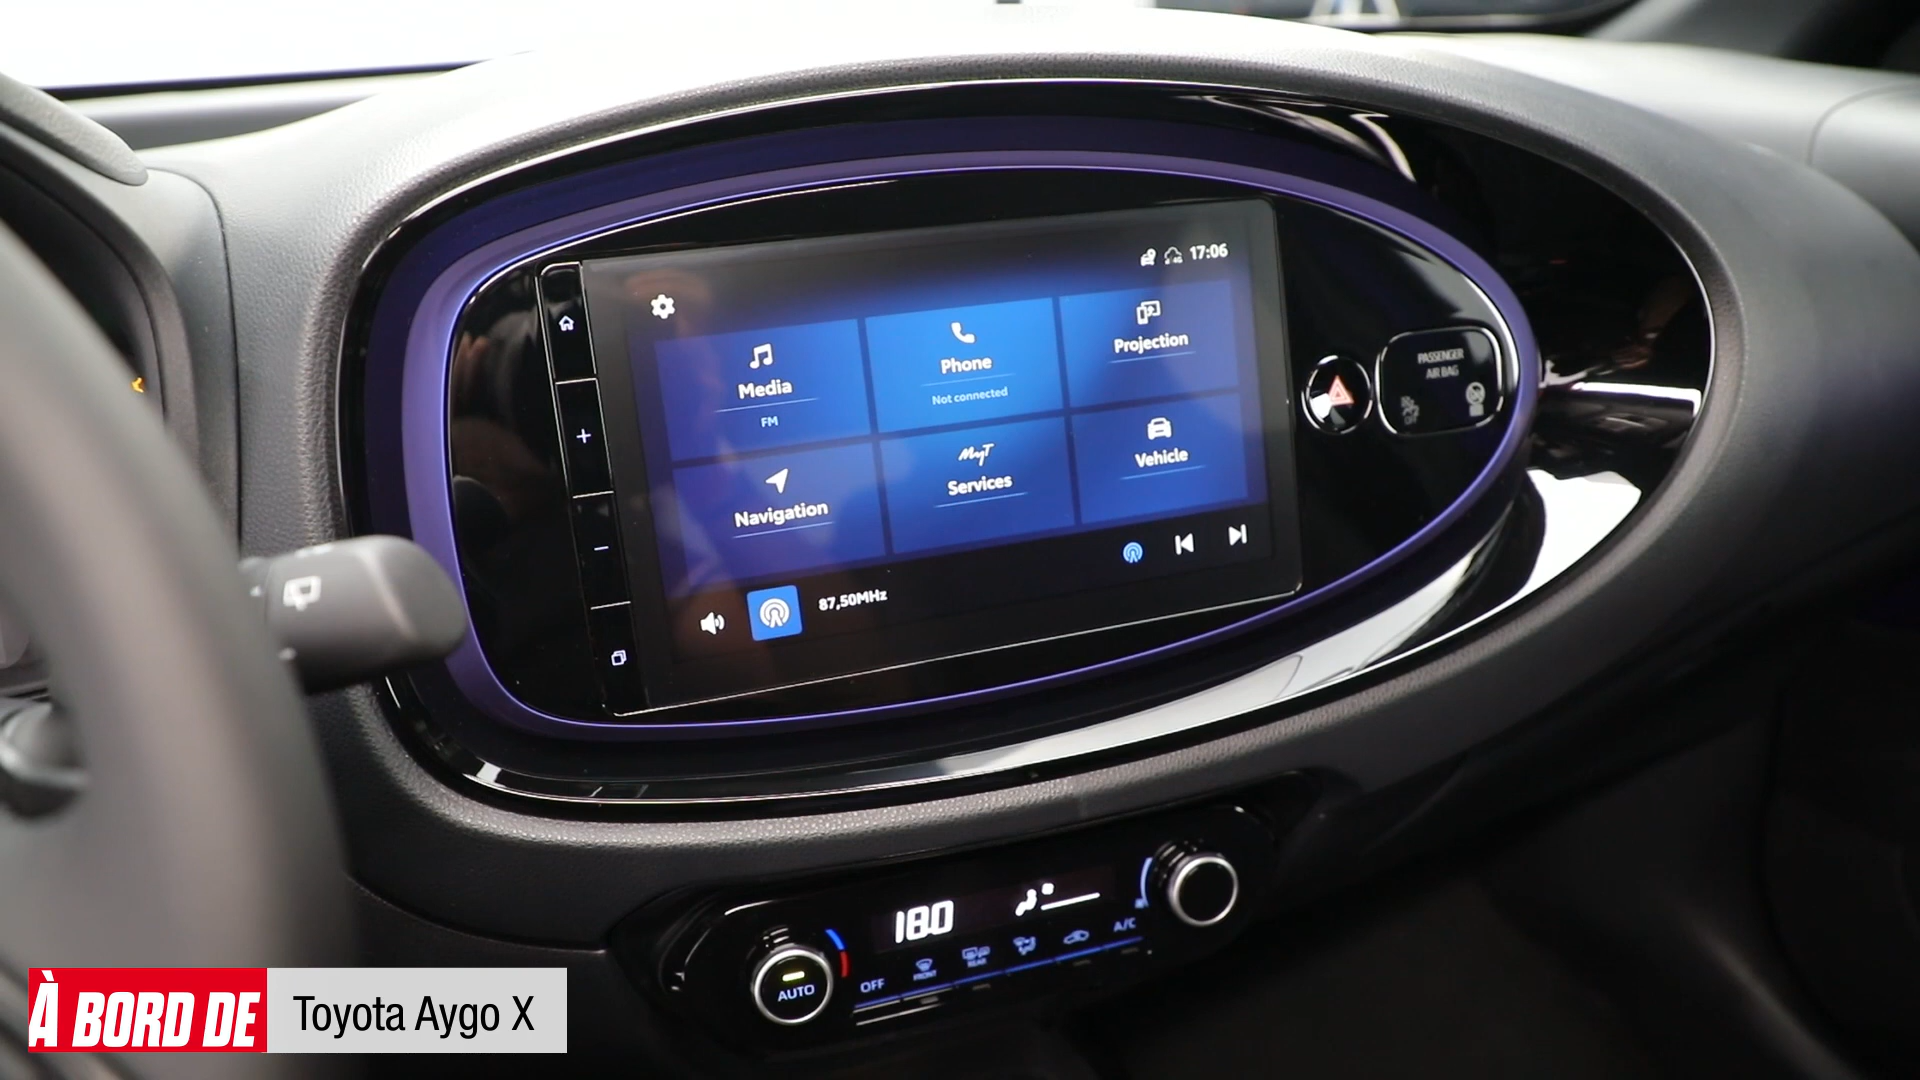 17:06
Media
FM
Phone
Not connected
Projection
Navigation
MyT
Services
Vehicle
87,50MHz
PASSENGER
AIR BAG
OFF
18.0
AUTO
OFF
FRONT
REAR
A/C
À BORD DE
Toyota Aygo X